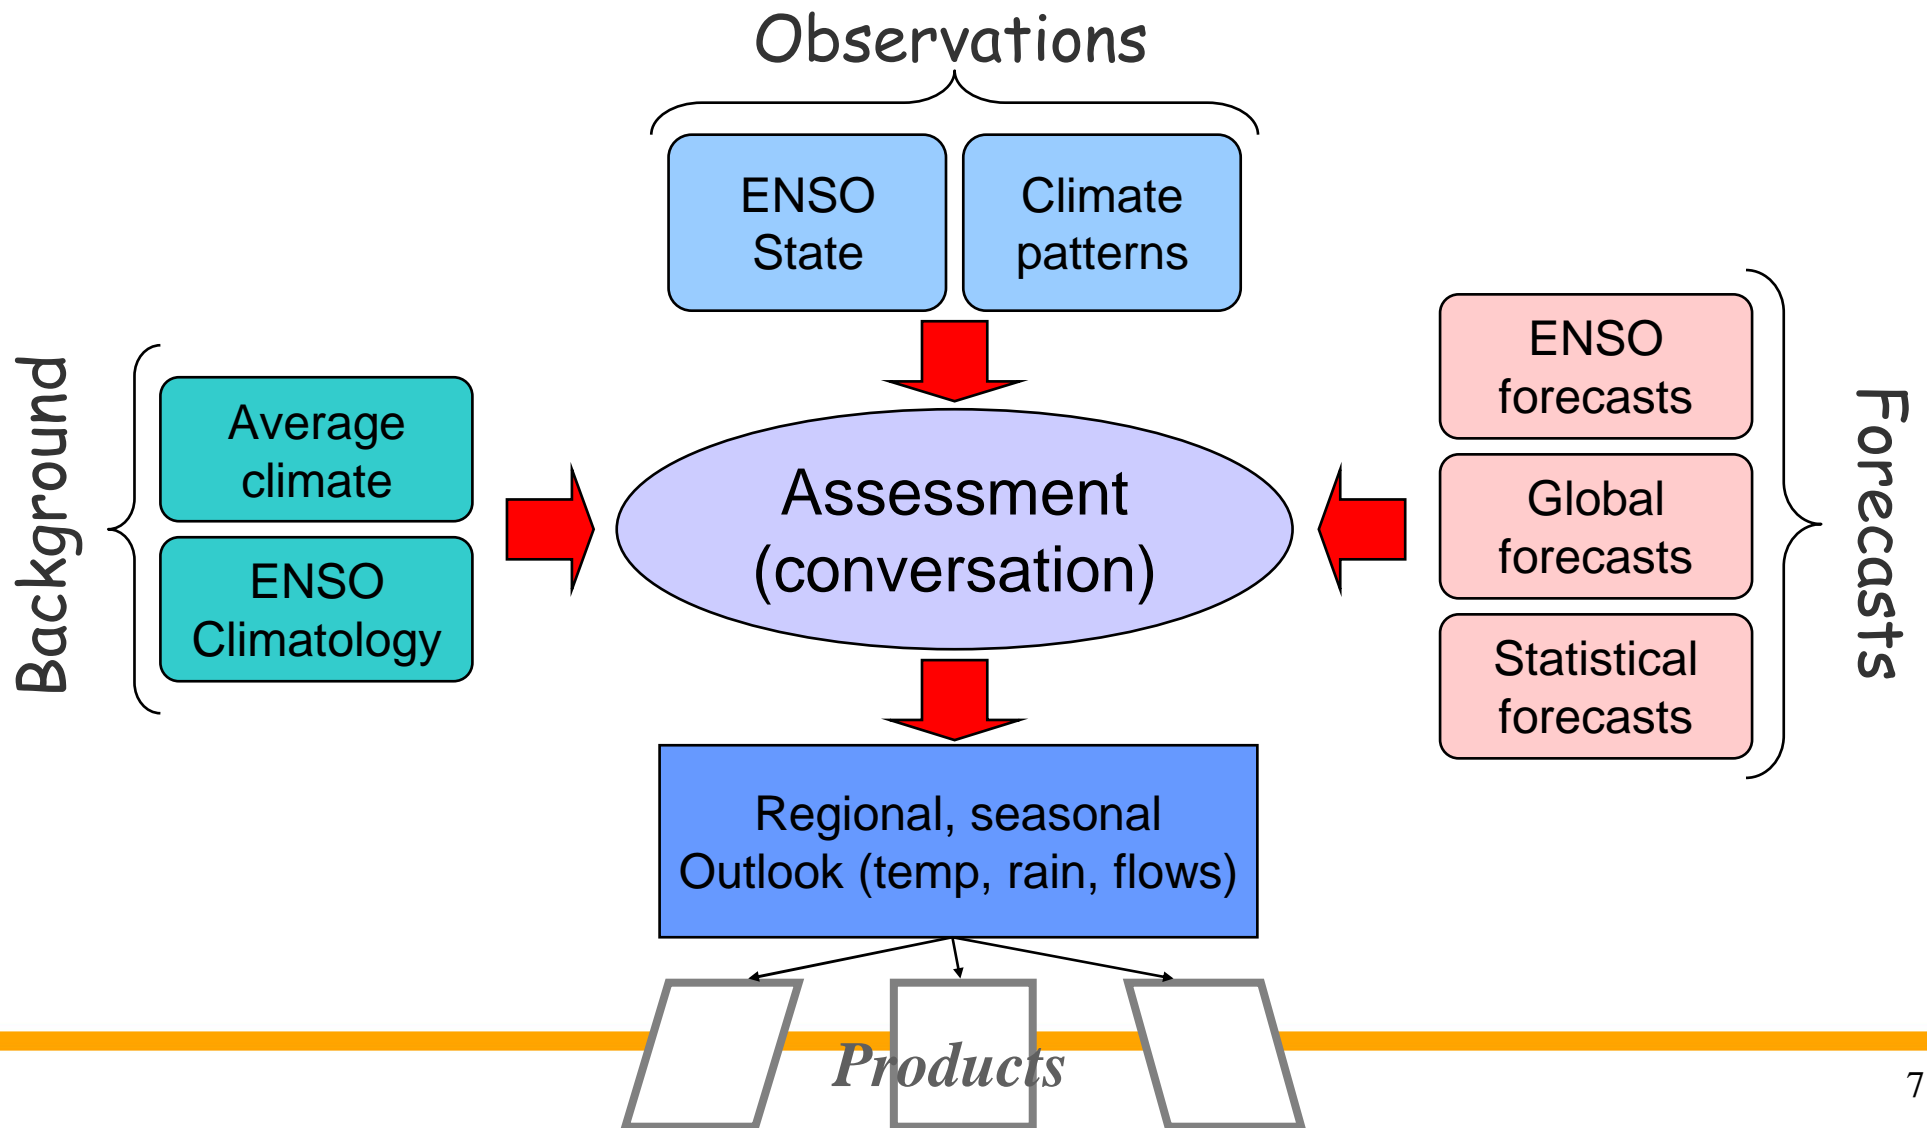 Observations
ENSO
State
Climate
patterns
Background
Average
climate
ENSO
Climatology
Assessment
(conversation)
ENSO
forecasts
Global
forecasts
Statistical
forecasts
Forecasts
Regional, seasonal
Outlook (temp, rain, flows)
Products
7